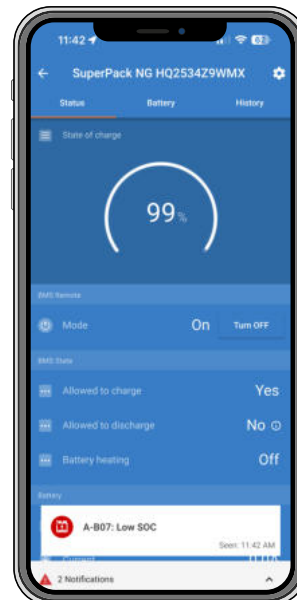 11:42
62
SuperPack NG HQ2534Z9WMX
Status Battery History
State of charge
99%
BMS Remote
Mode On Turn OFF
BMS State
Allowed to charge Yes
Allowed to discharge No
Battery heating Off
Battery
A-B07: Low SOC
Seen: 11:42 AM
Current
2 Notifications